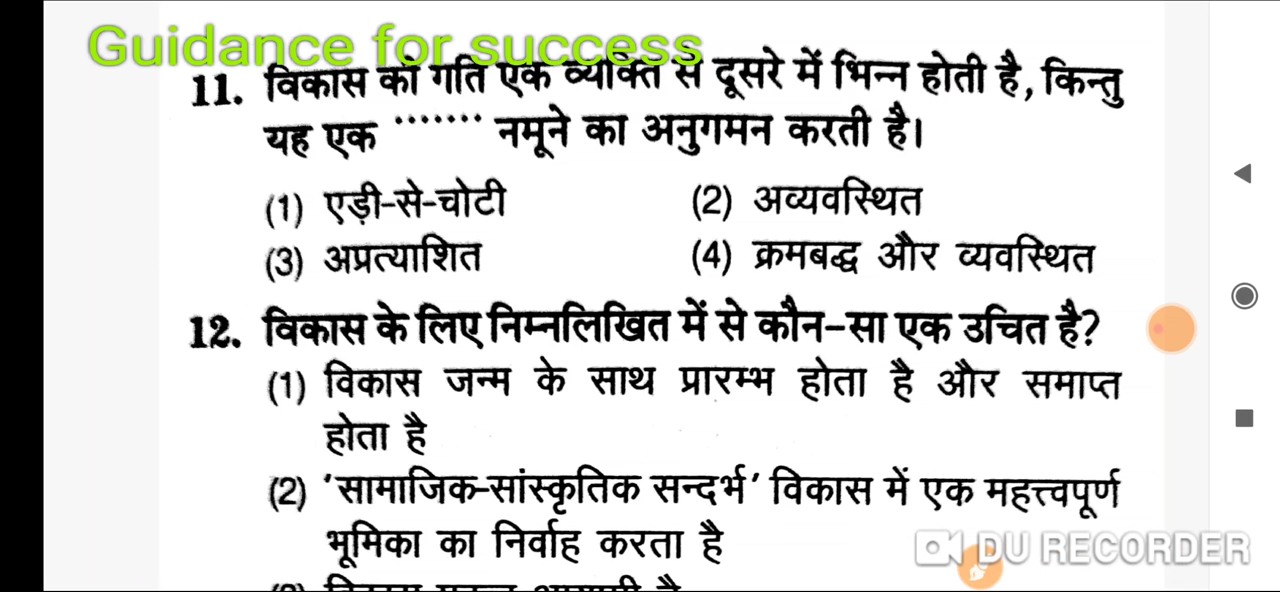 Guidance for success
11. विकास की गति एक व्यक्ति से दूसरे में भिन्न होती है, किन्तु
यह एक ······· नमूने का अनुगमन करती है।
(1) एड़ी-से-चोटी (2) अव्यवस्थित
(3) अप्रत्याशित (4) क्रमबद्ध और व्यवस्थित
12. विकास के लिए निम्नलिखित में से कौन-सा एक उचित है?
(1) विकास जन्म के साथ प्रारम्भ होता है और समाप्त
होता है
(2) 'सामाजिक-सांस्कृतिक सन्दर्भ' विकास में एक महत्त्वपूर्ण
भूमिका का निर्वाह करता है
DU RECORDER